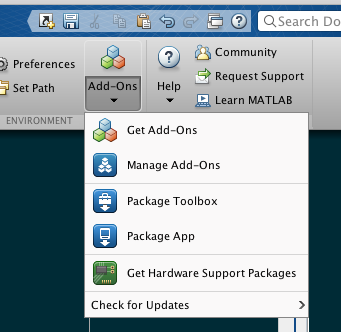 Search Do
Preferences
Set Path
Add-Ons
Help
Community
Request Support
Learn MATLAB
ENVIRONMENT
Get Add-Ons
Manage Add-Ons
Package Toolbox
Package App
Get Hardware Support Packages
Check for Updates